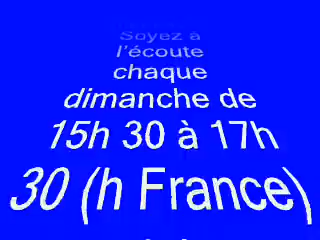 Soyez à
l'écoute
chaque
dimanche de
15h 30 à 17h
30 (h France)